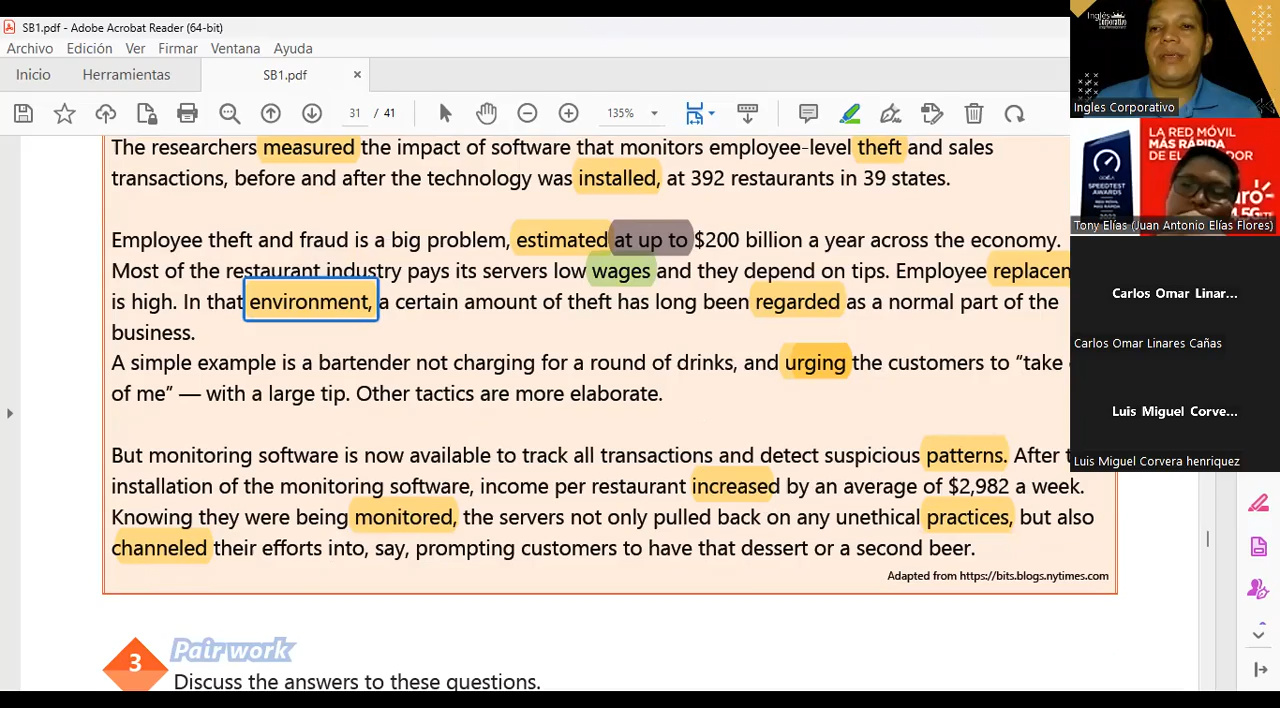 SB1.pdf - Adobe Acrobat Reader (64-bit)
Archivo Edición Ver Firmar Ventana Ayuda
Inicio Herramientas SB1.pdf ×
31 / 41 135%
The researchers measured the impact of software that monitors employee-level theft and sales
transactions, before and after the technology was installed, at 392 restaurants in 39 states.
Employee theft and fraud is a big problem, estimated at up to $200 billion a year across the economy.
Most of the restaurant industry pays its servers low wages and they depend on tips. Employee replacem
is high. In that environment, a certain amount of theft has long been regarded as a normal part of the
business.
A simple example is a bartender not charging for a round of drinks, and urging the customers to “take
of me” — with a large tip. Other tactics are more elaborate.
But monitoring software is now available to track all transactions and detect suspicious patterns. After
installation of the monitoring software, income per restaurant increased by an average of $2,982 a week.
Knowing they were being monitored, the servers not only pulled back on any unethical practices, but also
channeled their efforts into, say, prompting customers to have that dessert or a second beer.
Adapted from https://bits.blogs.nytimes.com
3 Pair work
Discuss the answers to these questions.
Inglés
Corporativo
Ingles Corporativo
LA RED MÓVIL
MÁS RÁPIDA
DE EL
SPEEDTEST
AWARDS
Tony Elías (Juan Antonio Elías Flores)
Carlos Omar Linar...
Carlos Omar Linares Cañas
Luis Miguel Corve...
Luis Miguel Corvera henriquez